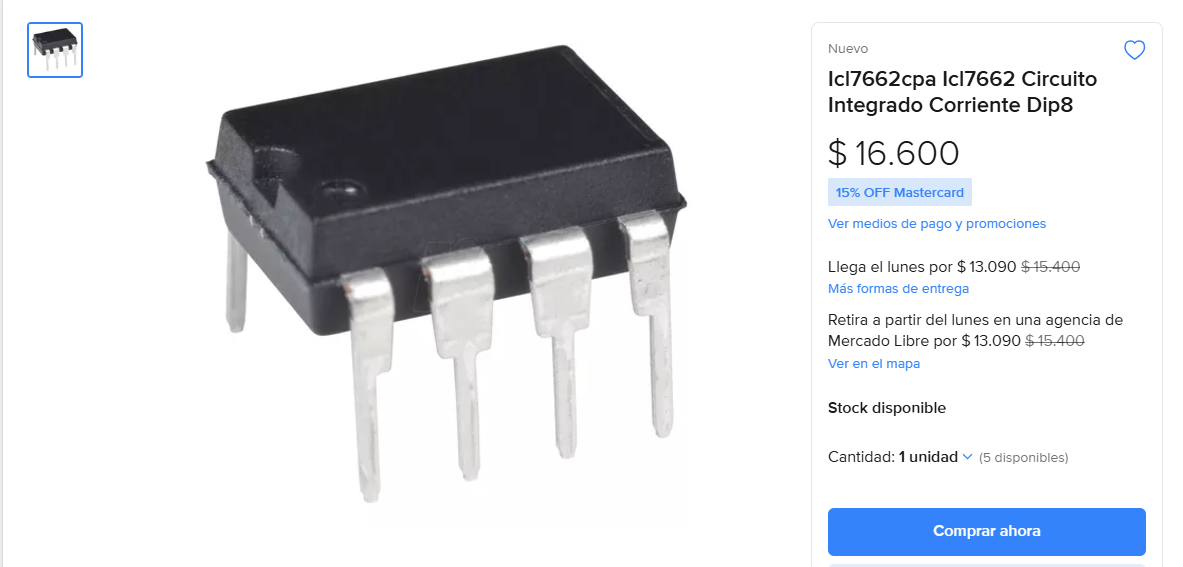 Nuevo
Icl7662cpa Icl7662 Circuito
Integrado Corriente Dip8
$ 16.600
15% OFF Mastercard
Ver medios de pago y promociones
Llega el lunes por $ 13.090 $ 15.400
Más formas de entrega
Retira a partir del lunes en una agencia de
Mercado Libre por $ 13.090 $ 15.400
Ver en el mapa
Stock disponible
Cantidad: 1 unidad (5 disponibles)
Comprar ahora